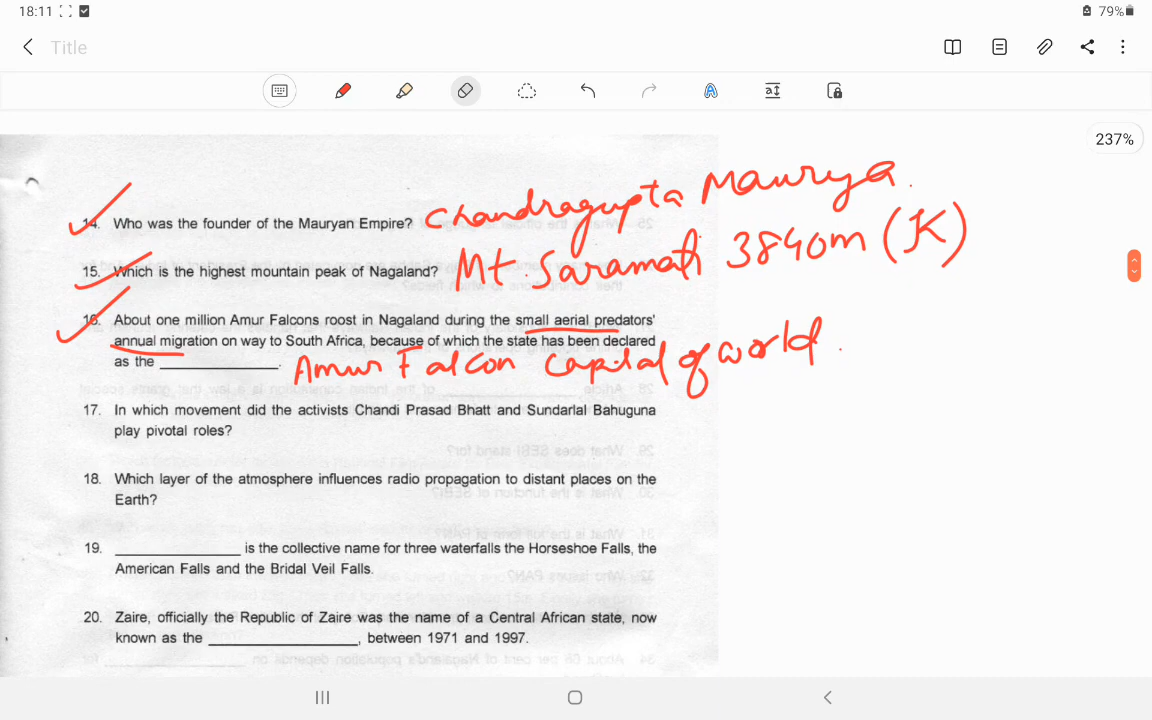 18:11
79%
Title
237%
14. Who was the founder of the Mauryan Empire? Chandragupta Maurya.
15. Which is the highest mountain peak of Nagaland? Mt. Saramati 3840m (K)
16. About one million Amur Falcons roost in Nagaland during the small aerial predators'
annual migration on way to South Africa, because of which the state has been declared
as the ______________. Amur Falcon Capital of world.
17. In which movement did the activists Chandi Prasad Bhatt and Sundarlal Bahuguna
play pivotal roles?
18. Which layer of the atmosphere influences radio propagation to distant places on the
Earth?
19. ______________ is the collective name for three waterfalls the Horseshoe Falls, the
American Falls and the Bridal Veil Falls.
20. Zaire, officially the Republic of Zaire was the name of a Central African state, now
known as the ________________, between 1971 and 1997.